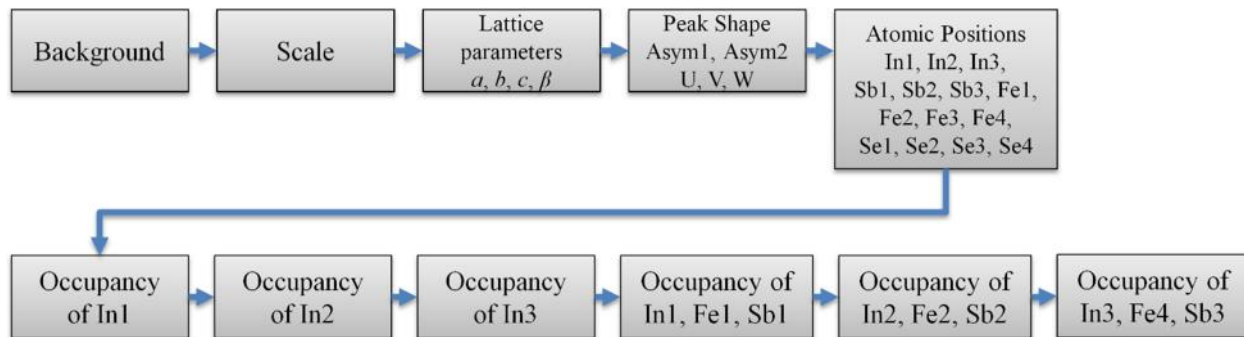 Background
Scale
Lattice
parameters
a, b, c, β
Peak Shape
Asym1, Asym2
U, V, W
Atomic Positions
In1, In2, In3,
Sb1, Sb2, Sb3, Fe1,
Fe2, Fe3, Fe4,
Se1, Se2, Se3, Se4
Occupancy
of In1
Occupancy
of In2
Occupancy
of In3
Occupancy of
In1, Fe1, Sb1
Occupancy of
In2, Fe2, Sb2
Occupancy of
In3, Fe4, Sb3